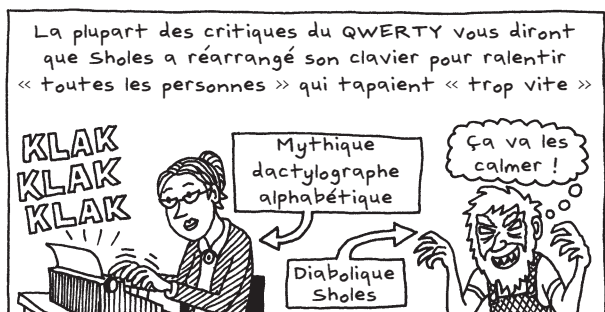 La plupart des critiques du QWERTY vous diront
que Sholes a réarrangé son clavier pour ralentir
« toutes les personnes » qui tapaient « trop vite »
KLAK
KLAK
KLAK
Mythique
dactylographe
alphabétique
Ça va les
calmer !
Diabolique
Sholes